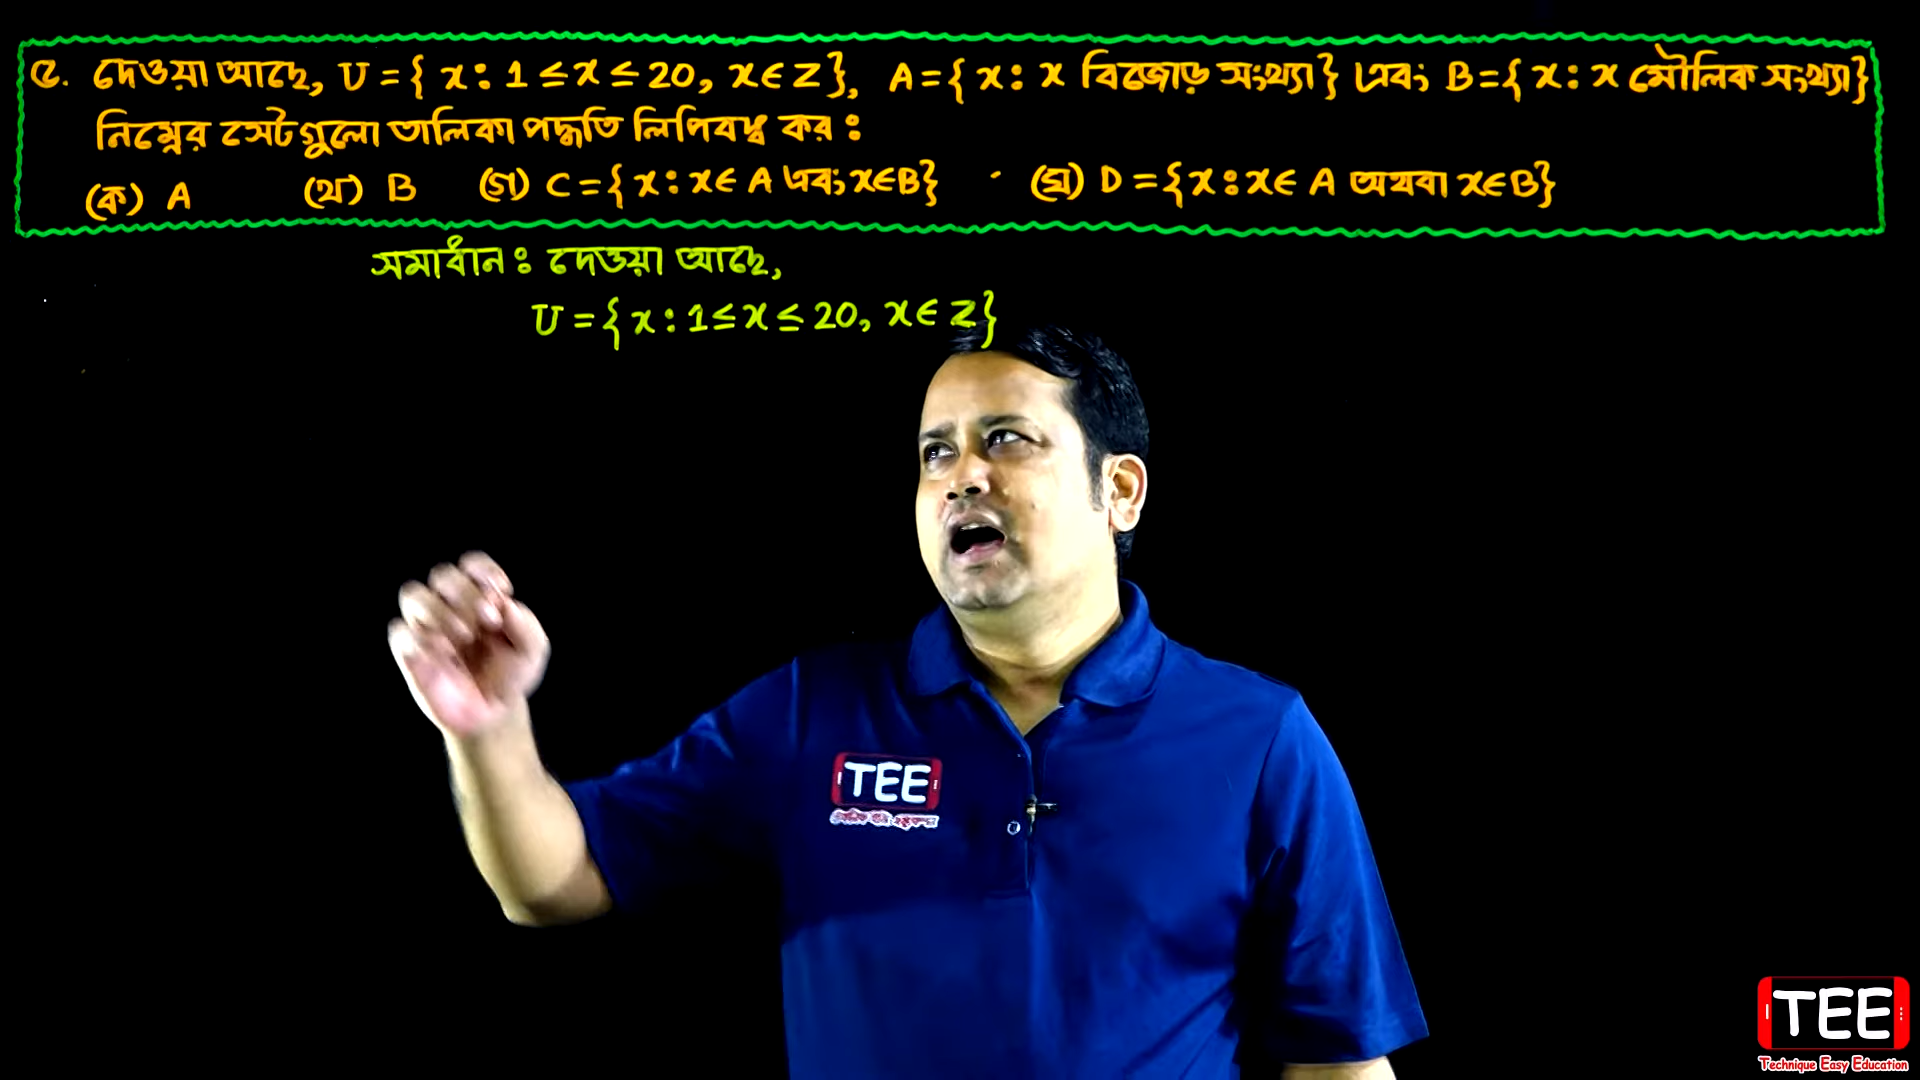 ৫. দেওয়া আছে, U = { x : 1 ≤ x ≤ 20, x ∈ Z }, A = { x : x বিজোড় সংখ্যা } এবং B = { x : x মৌলিক সংখ্যা }
নিম্নের সেটগুলো তালিকা পদ্ধতি লিপিবদ্ধ কর :
(ক) A (খ) B (গ) C = { x : x ∈ A এবং x ∈ B } (ঘ) D = { x : x ∈ A অথবা x ∈ B }
সমাধান : দেওয়া আছে,
U = { x : 1 ≤ x ≤ 20, x ∈ Z }
TEE
TEE
Technique Easy Education